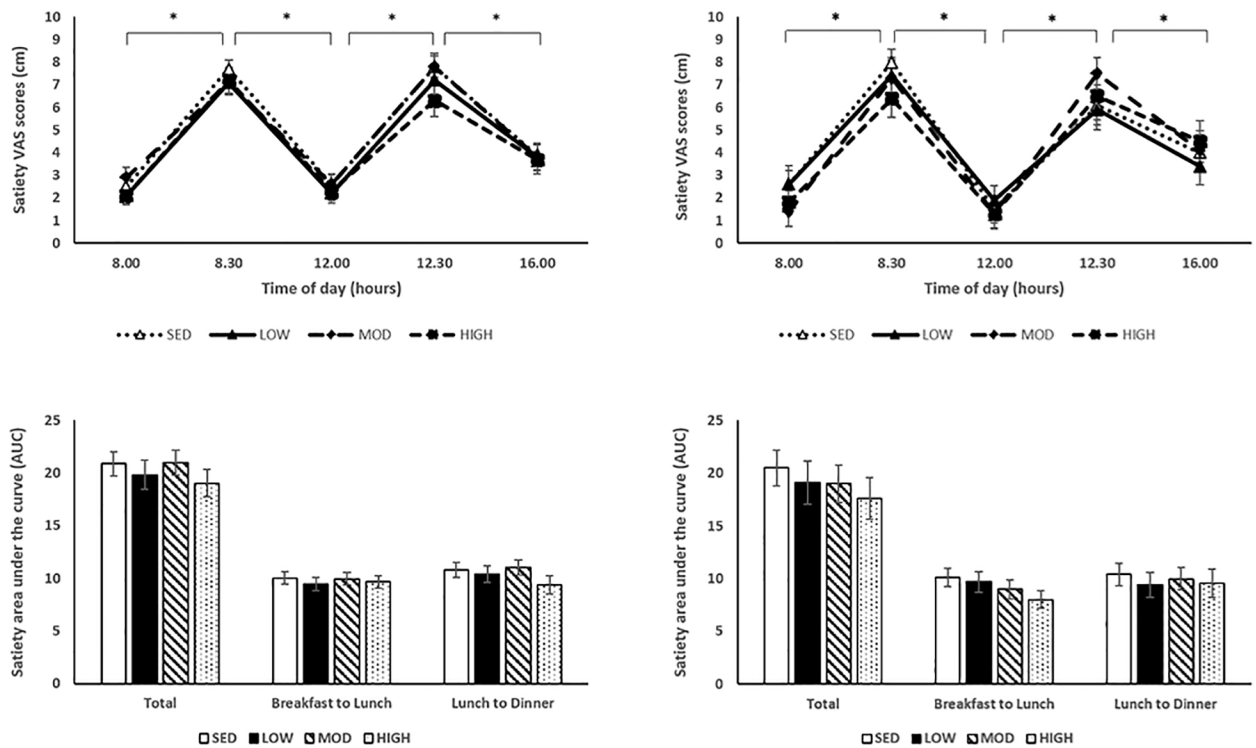 * * * *
Satiety VAS scores (cm)
10
9
8
7
6
5
4
3
2
1
0
8.00 8.30 12.00 12.30 16.00
Time of day (hours)
SED LOW MOD HIGH
* * * *
Satiety VAS scores (cm)
10
9
8
7
6
5
4
3
2
1
0
8.00 8.30 12.00 12.30 16.00
Time of day (hours)
SED LOW MOD HIGH
Satiety area under the curve (AUC)
25
20
15
10
5
0
Total Breakfast to Lunch Lunch to Dinner
SED LOW MOD HIGH
Satiety area under the curve (AUC)
25
20
15
10
5
0
Total Breakfast to Lunch Lunch to Dinner
SED LOW MOD HIGH